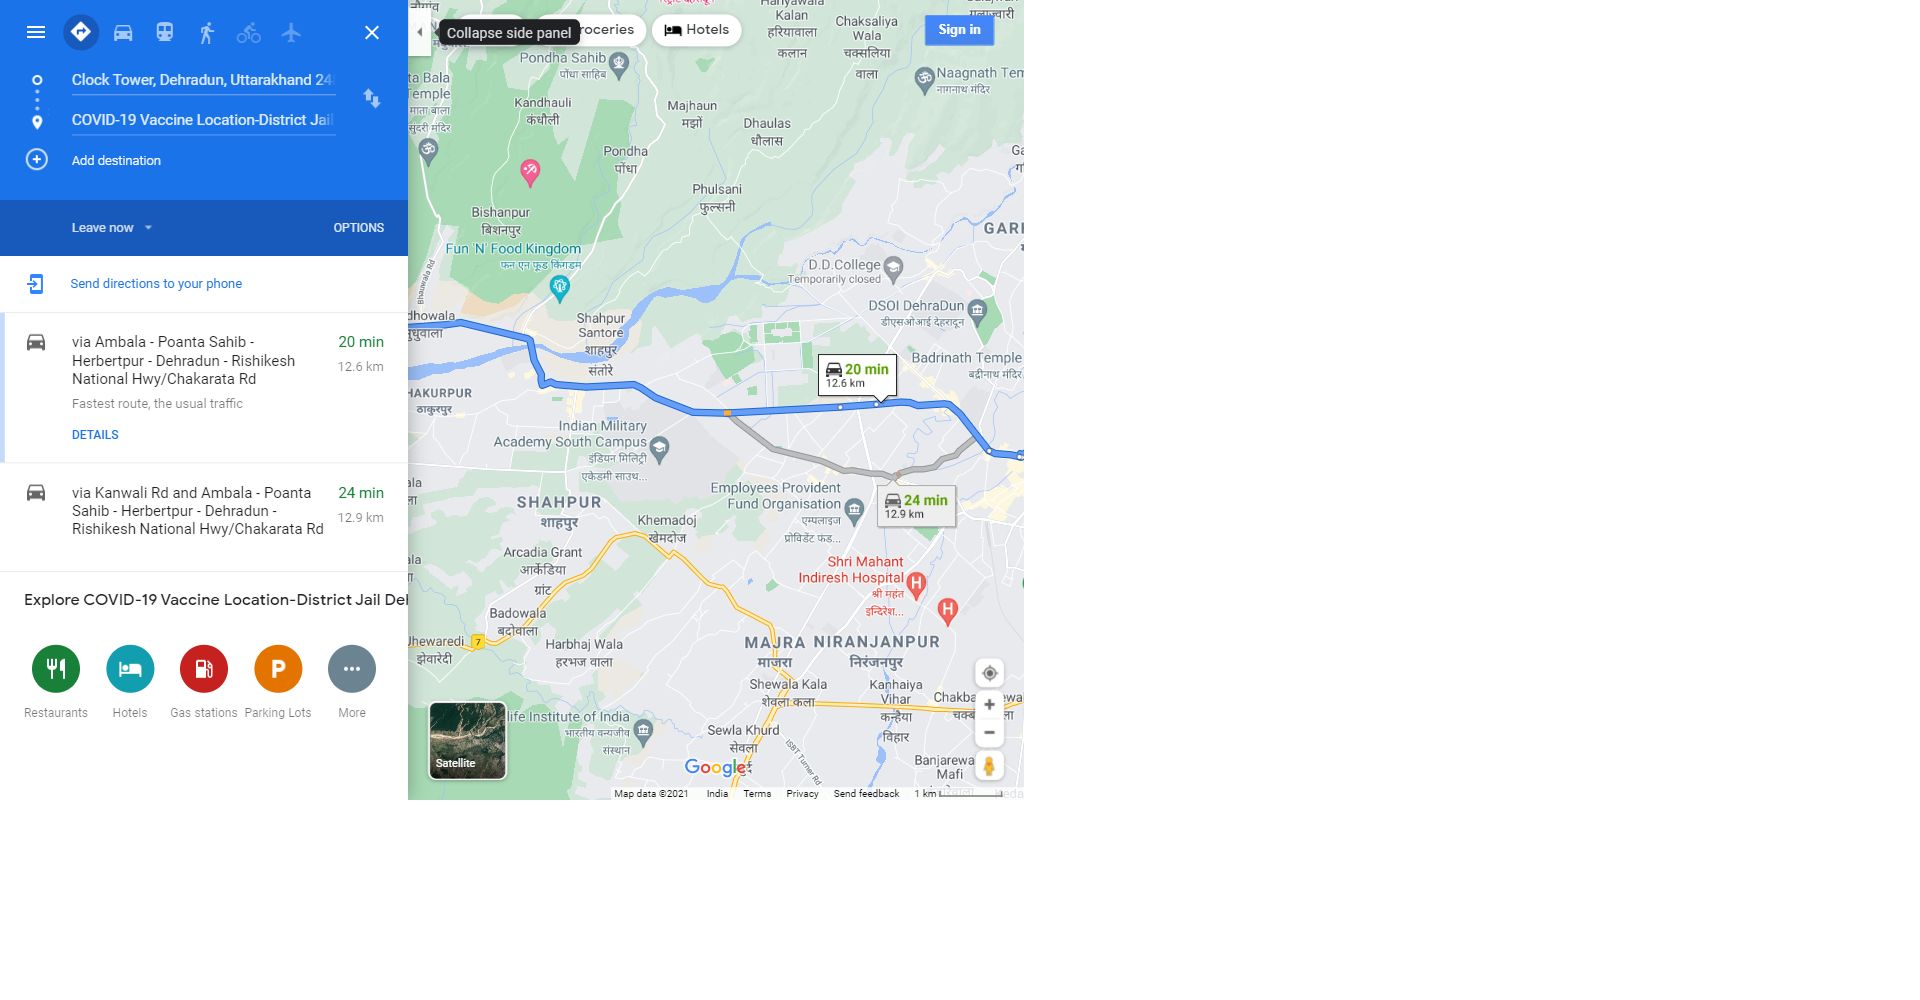 Clock Tower, Dehradun, Uttarakhand 24
COVID-19 Vaccine Location-District Jail
Add destination
Leave now
OPTIONS
Send directions to your phone
via Ambala - Poanta Sahib -
Herbertpur - Dehradun - Rishikesh
National Hwy/Chakarata Rd
20 min
12.6 km
Fastest route, the usual traffic
DETAILS
via Kanwali Rd and Ambala - Poanta
Sahib - Herbertpur - Dehradun -
Rishikesh National Hwy/Chakarata Rd
24 min
12.9 km
Explore COVID-19 Vaccine Location-District Jail Deh
Restaurants
Hotels
Gas stations
Parking Lots
More
Collapse side panel
roceries
Hotels
Sign in
Kalan
हरियावाला
कलान
Chaksaliya
Wala
चक्सलिया
वाला
Pondha Sahib
पोंधा साहिब
Naagnath Tem
नागनाथ मंदिर
ta Bala
Temple
माता बाला
सुंदरी मंदिर
Kandhauli
कंधौली
Majhaun
मझों
Dhaulas
धौलास
Pondha
पोंधा
Phulsani
फुल्सनी
Bishanpur
बिशनपुर
GARH
Fun 'N' Food Kingdom
फन एन फूड किंगडम
D.D.College
Temporarily closed
Bhauwala Rd
DSOI DehraDun
डीएसओआई देहरादून
dhowala
Shahpur
Santore
शाहपुर
संतोरे
Badrinath Temple
बद्रीनाथ मंदिर
20 min
12.6 km
HAKURPUR
ठाकुरपुर
Indian Military
Academy South Campus
इंडियन मिलिट्री
एकेडमी साउथ...
Employees Provident
Fund Organisation
एम्पलाइज
प्रोविडेंट फंड...
24 min
12.9 km
SHAHPUR
शाहपुर
Khemadoj
खेमदोज
Arcadia Grant
आर्केडिया
ग्रांट
Shri Mahant
Indiresh Hospital
श्री महंत
इन्दिरेश...
Badowala
बदोवाला
Jhewaredi
झेवारेदी
7
Harbhaj Wala
हरभज वाला
MAJRA
माजरा
NIRANJANPUR
निरंजनपुर
Shewala Kala
शेवला कला
Kanhaiya
Vihar
कन्हैया
विहार
life Institute of India
भारतीय वन्यजीव
संस्थान
Sewla Khurd
सेवला
ISBT Turner Rd
Banjarewa
Mafi
Satellite
Google
Map data ©2021
India
Terms
Privacy
Send feedback
1 km